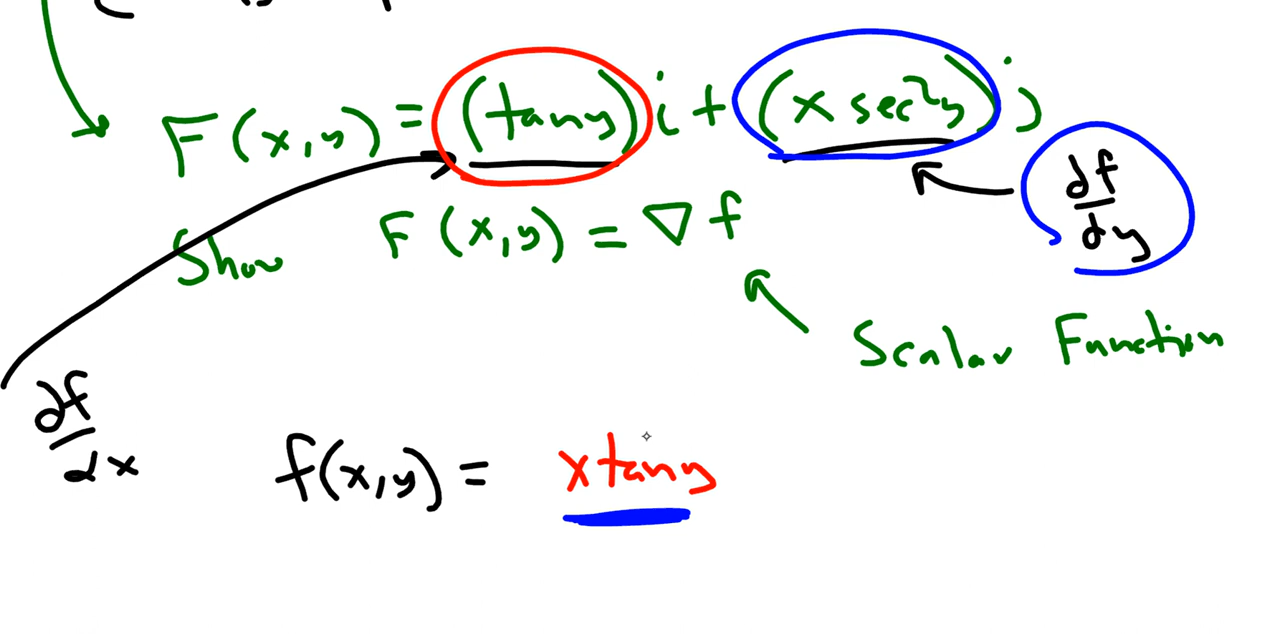 F(x,y) = (tany)i + (x sec²y)j
df/dy
Show F(x,y) = ∇f
Scalar Function
df/dx
f(x,y) = xtany